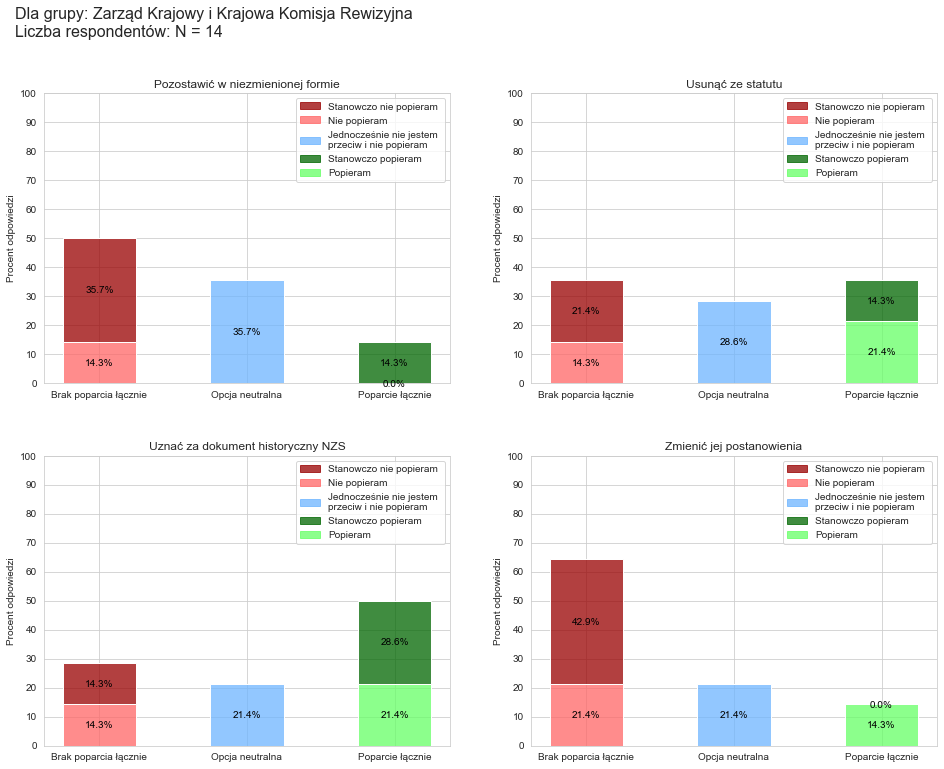 Dla grupy: Zarząd Krajowy i Krajowa Komisja Rewizyjna
Liczba respondentów: N = 14
Pozostawić w niezmienionej formie
100
90
80
70
60
50
40
30
20
10
0
Procent odpowiedzi
Stanowczo nie popieram
Nie popieram
Jednocześnie nie jestem
przeciw i nie popieram
Stanowczo popieram
Popieram
35.7%
14.3%
35.7%
14.3%
0.0%
Brak poparcia łącznie
Opcja neutralna
Poparcie łącznie
Usunąć ze statutu
100
90
80
70
60
50
40
30
20
10
0
Procent odpowiedzi
Stanowczo nie popieram
Nie popieram
Jednocześnie nie jestem
przeciw i nie popieram
Stanowczo popieram
Popieram
21.4%
14.3%
28.6%
14.3%
21.4%
Brak poparcia łącznie
Opcja neutralna
Poparcie łącznie
Uznać za dokument historyczny NZS
100
90
80
70
60
50
40
30
20
10
0
Procent odpowiedzi
Stanowczo nie popieram
Nie popieram
Jednocześnie nie jestem
przeciw i nie popieram
Stanowczo popieram
Popieram
14.3%
14.3%
21.4%
28.6%
21.4%
Brak poparcia łącznie
Opcja neutralna
Poparcie łącznie
Zmienić jej postanowienia
100
90
80
70
60
50
40
30
20
10
0
Procent odpowiedzi
Stanowczo nie popieram
Nie popieram
Jednocześnie nie jestem
przeciw i nie popieram
Stanowczo popieram
Popieram
42.9%
21.4%
21.4%
0.0%
14.3%
Brak poparcia łącznie
Opcja neutralna
Poparcie łącznie